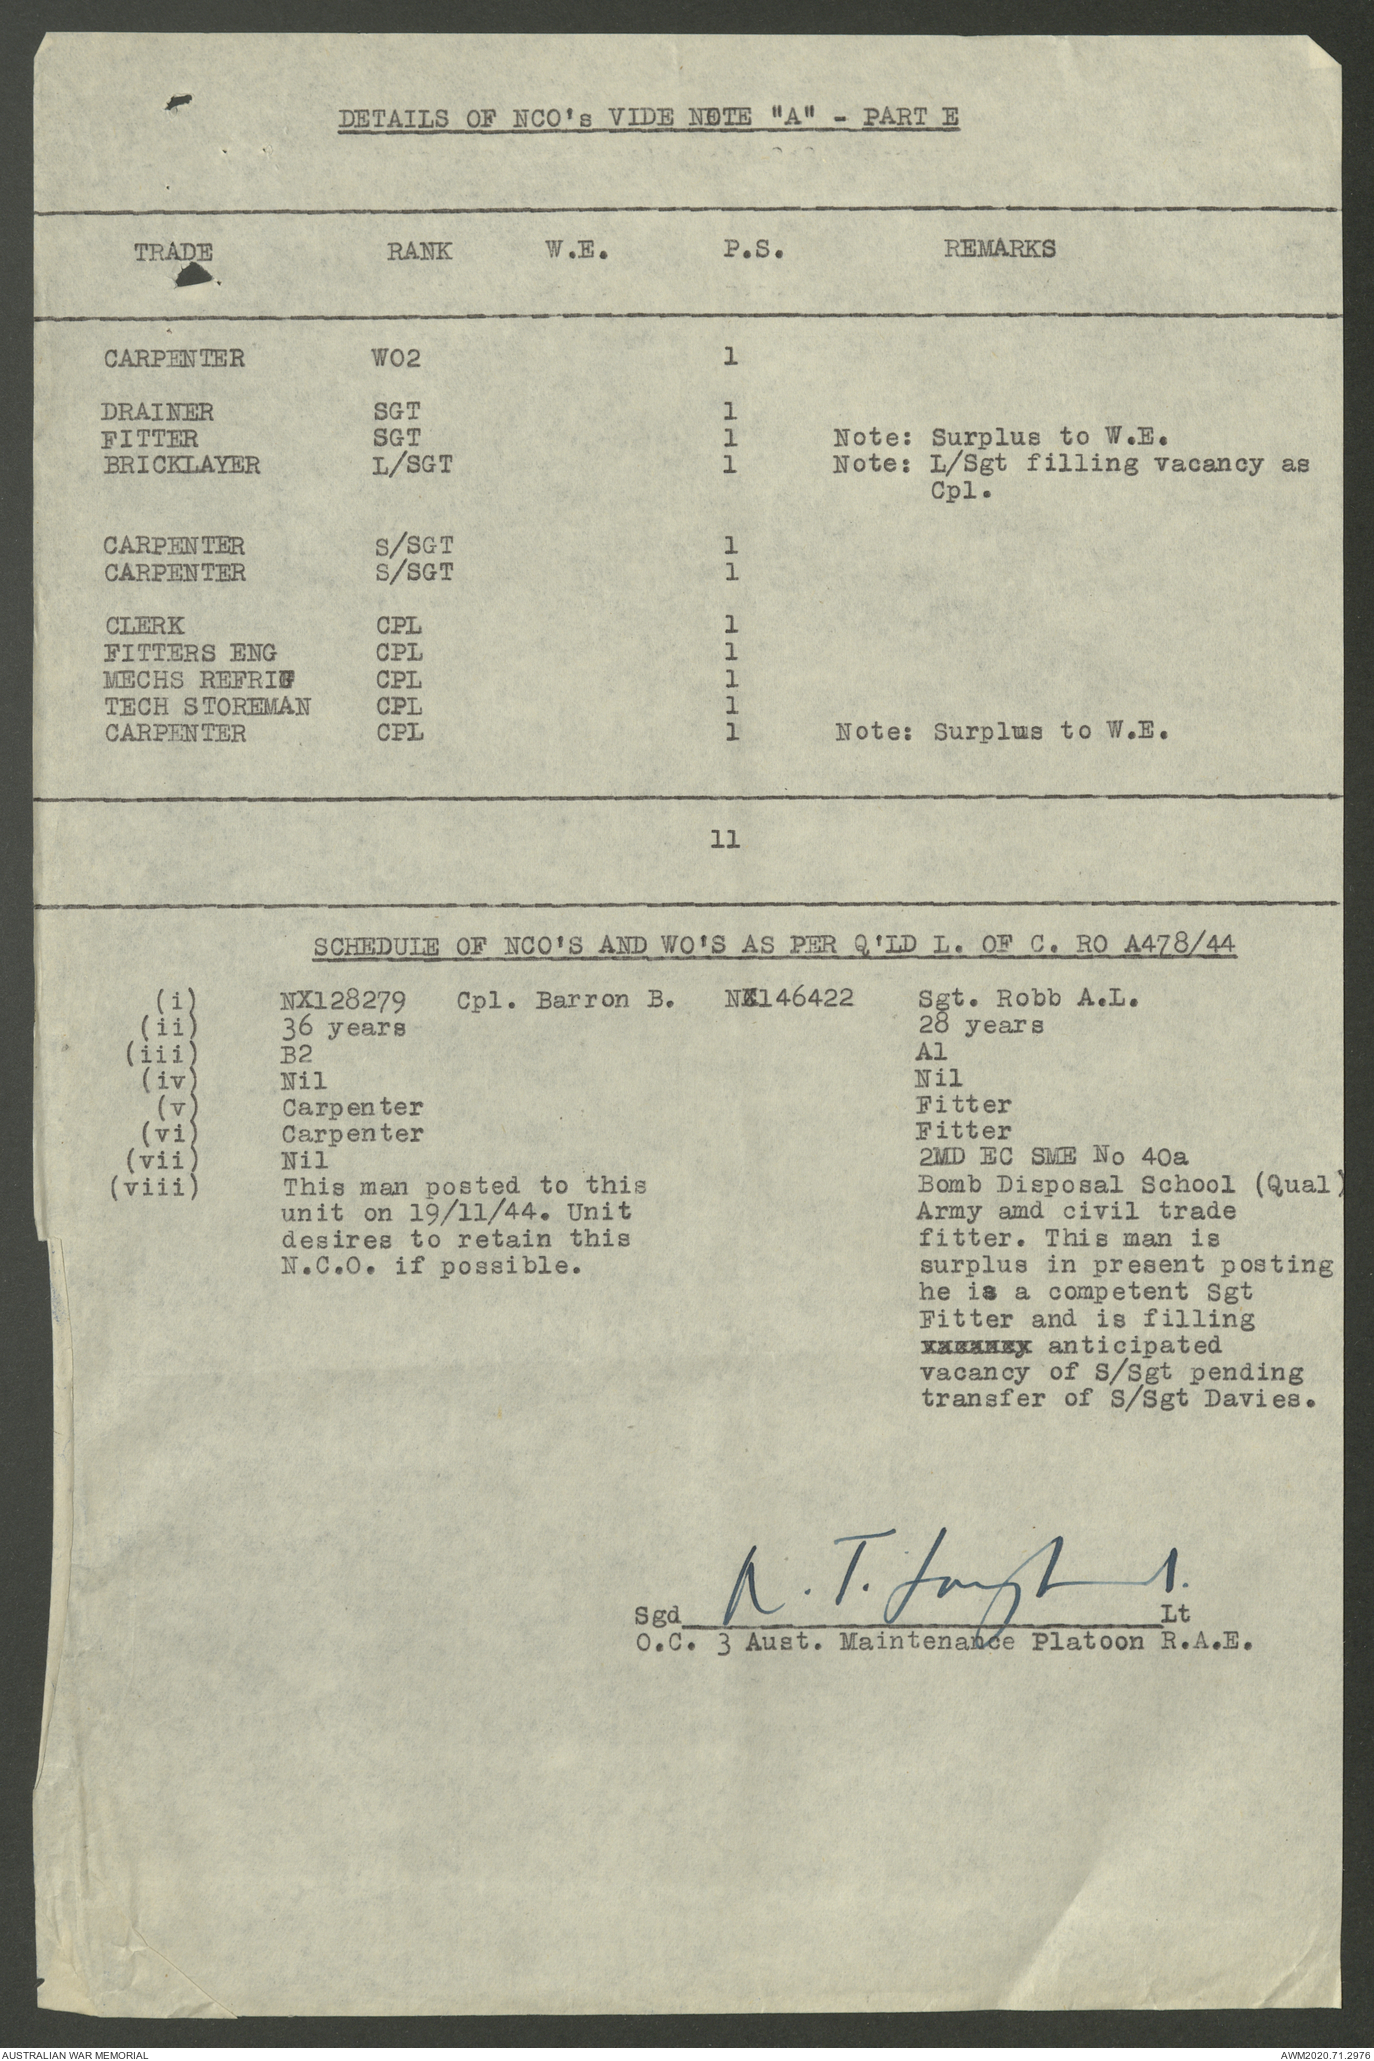 DETAILS OF NCO's VIDE NOTE "A" - PART E
TRADE RANK W.E. P.S. REMARKS
CARPENTER WO2 1
DRAINER SGT 1
FITTER SGT 1 Note: Surplus to W.E.
BRICKLAYER L/SGT 1 Note: L/Sgt filling vacancy as
Cpl.
CARPENTER S/SGT 1
CARPENTER S/SGT 1
CLERK CPL 1
FITTERS ENG CPL 1
MECHS REFRIG CPL 1
TECH STOREMAN CPL 1
CARPENTER CPL 1 Note: Surplus to W.E.
11
SCHEDULE OF NCO'S AND WO'S AS PER Q'LD L. OF C. RO A478/44
(i) NX128279 Cpl. Barron B. NX146422 Sgt. Robb A.L.
(ii) 36 years 28 years
(iii) B2 A1
(iv) Nil Nil
(v) Carpenter Fitter
(vi) Carpenter Fitter
(vii) Nil 2MD EC SME No 40a
(viii) This man posted to this Bomb Disposal School (Qual)
unit on 19/11/44. Unit Army amd civil trade
desires to retain this fitter. This man is
N.C.O. if possible. surplus in present posting
he is a competent Sgt
Fitter and is filling
vacancy anticipated
vacancy of S/Sgt pending
transfer of S/Sgt Davies.
Sgd Lt
O.C. 3 Aust. Maintenance Platoon R.A.E.
AUSTRALIAN WAR MEMORIAL AWM2020.71.2976